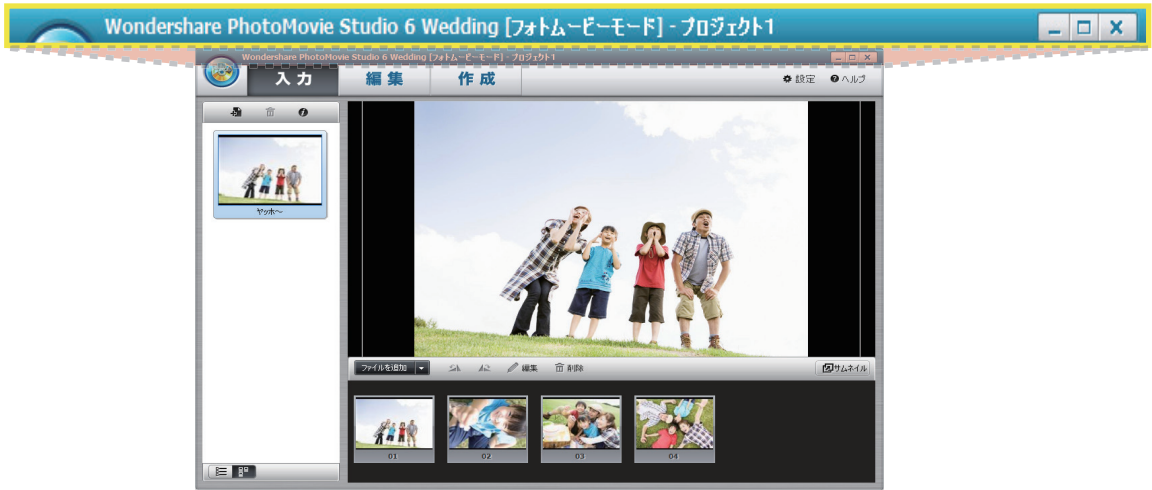 Wondershare PhotoMovie Studio 6 Wedding [フォトムービーモード] - プロジェクト1
Wondershare PhotoMovie Studio 6 Wedding [フォトムービーモード] - プロジェクト1
入力 編集 作成 設定 ヘルプ
ヤッホ〜
ファイルを追加 編集 削除 サムネイル
01 02 03 04